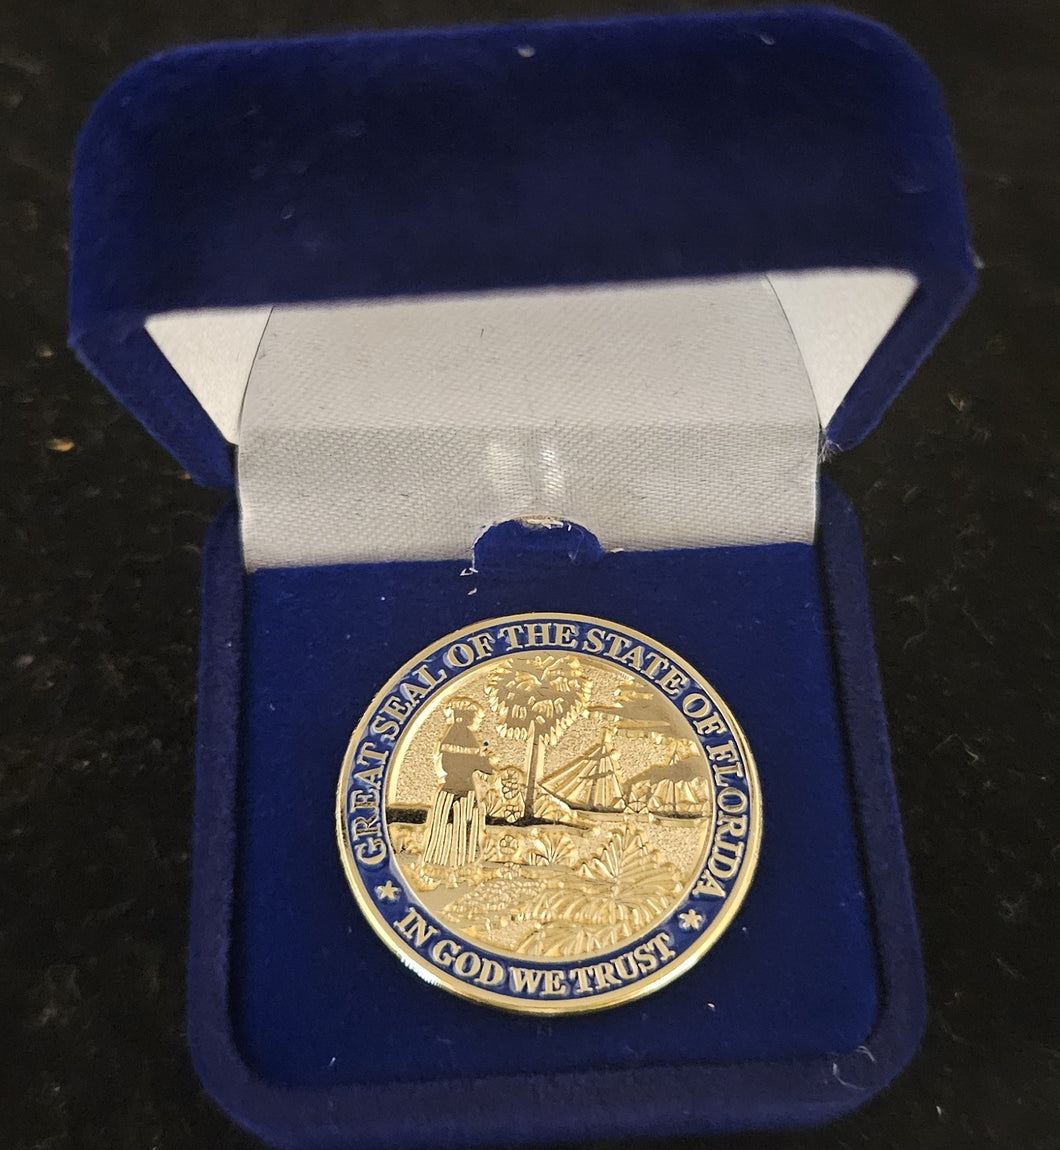 GREAT SEAL OF THE STATE OF FLORIDA
IN GOD WE TRUST